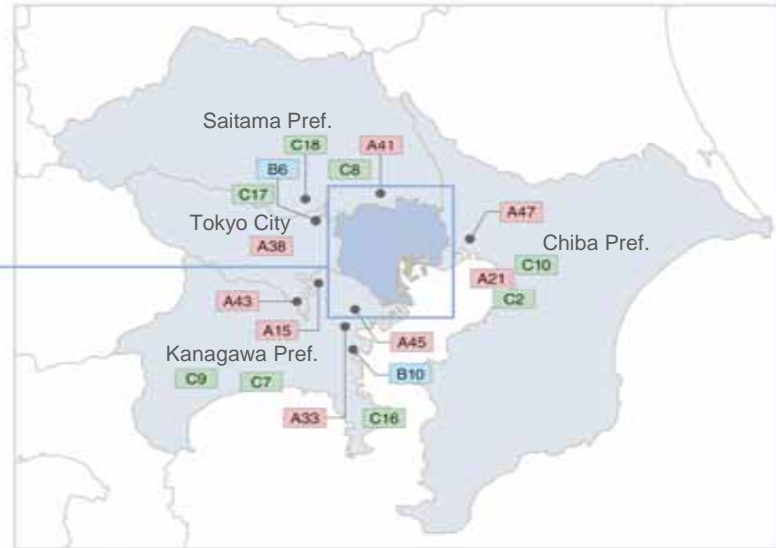 Saitama Pref.
C18 A41
B6 C8
C17
Tokyo City
A38
A47
Chiba Pref.
C10
A21
C2
A43
A15
A45
Kanagawa Pref.
B10
C9 C7
A33 C16